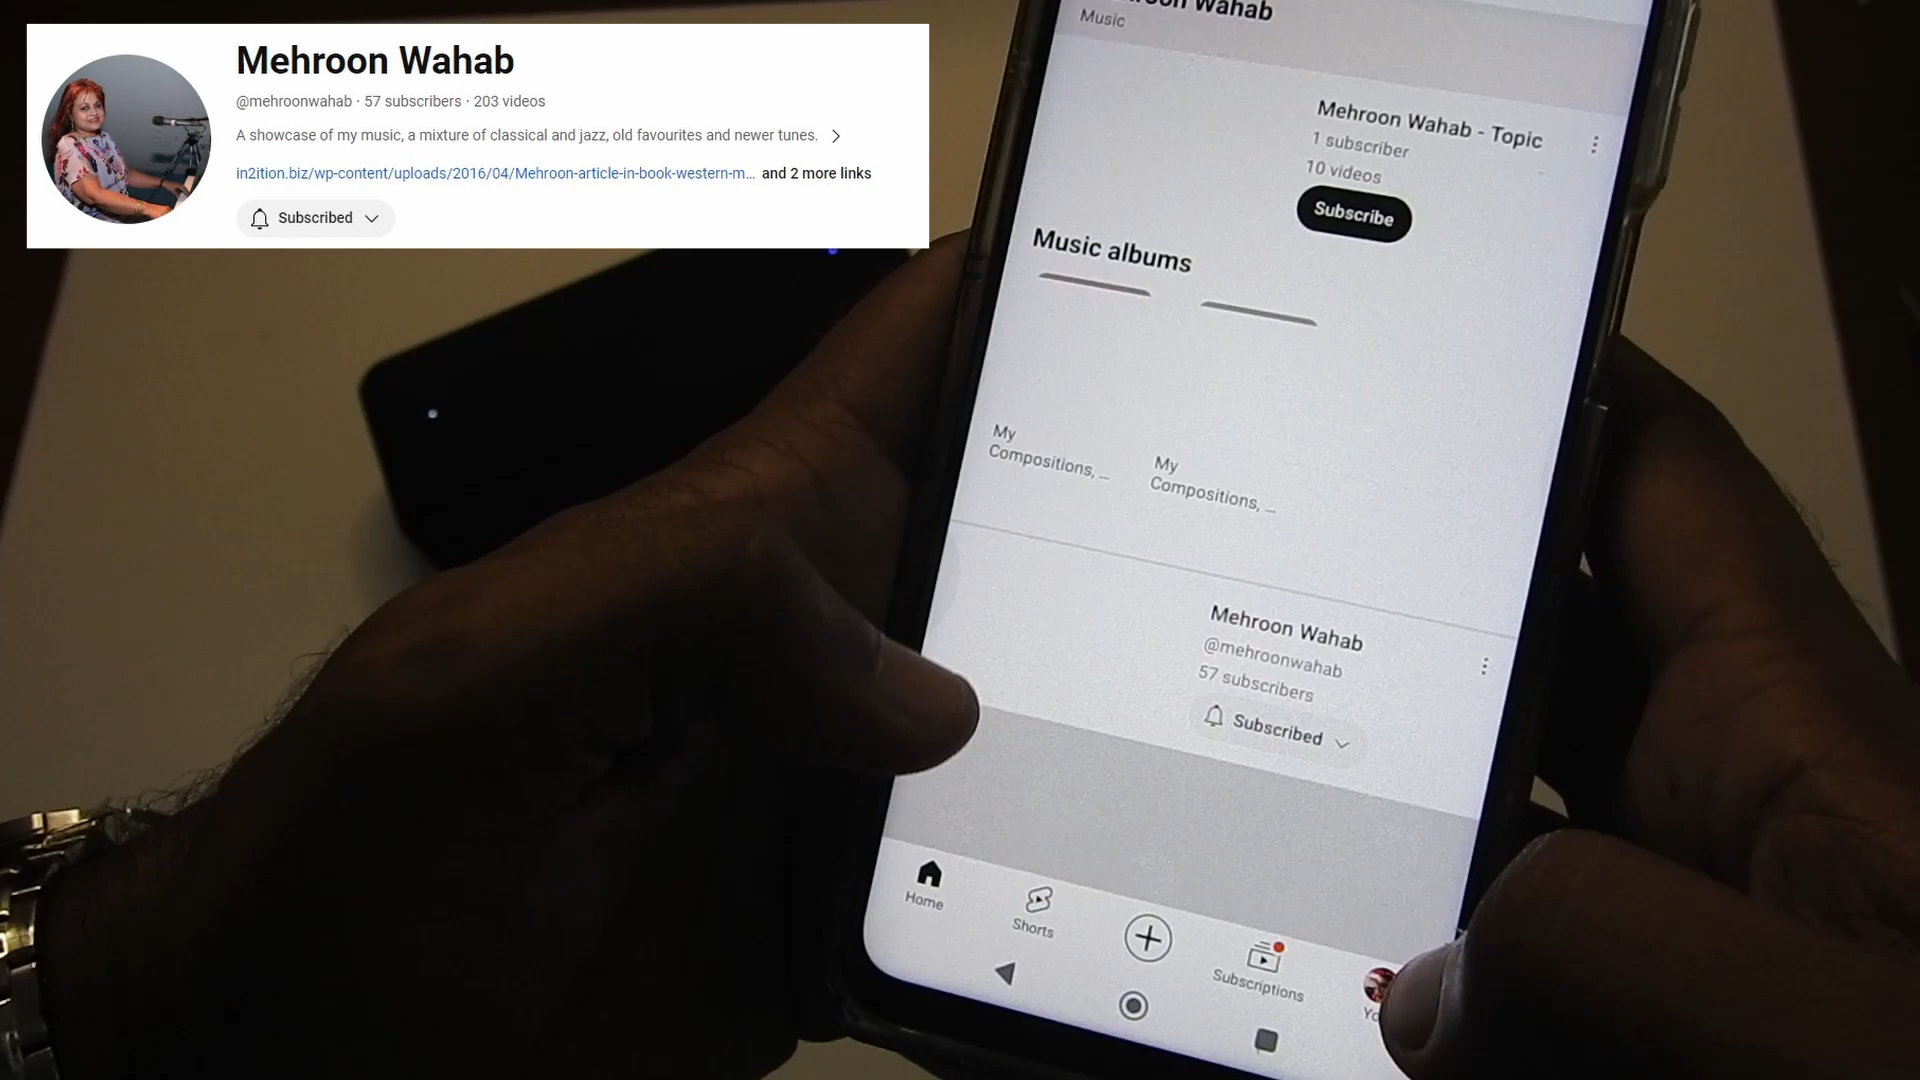 Mehroon Wahab
@mehroonwahab · 57 subscribers · 203 videos
A showcase of my music, a mixture of classical and jazz, old favourites and newer tunes.
in2ition.biz/wp-content/uploads/2016/04/Mehroon-article-in-book-western-m... and 2 more links
Subscribed
Wahab
Music
Mehroon Wahab - Topic
1 subscriber
10 videos
Subscribe
Music albums
My
Compositions, ...
My
Compositions, ...
Mehroon Wahab
@mehroonwahab
57 subscribers
Subscribed
Home
Shorts
Subscriptions